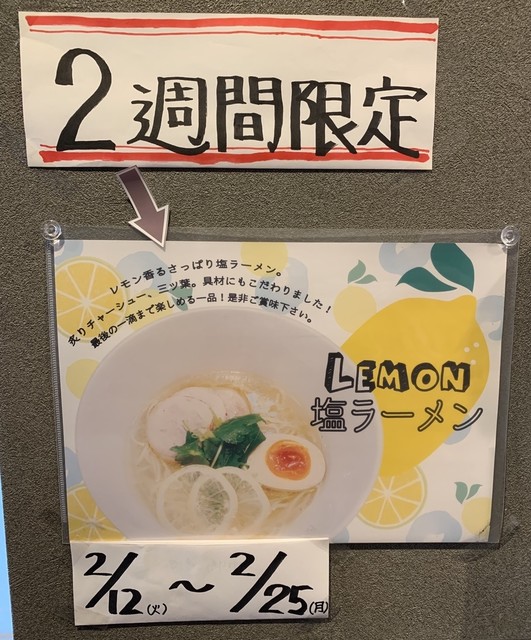 2週間限定
レモン香るさっぱり塩ラーメン。
炙りチャーシュー、三ツ葉。具材にもこだわりました!
最後の一滴まで楽しめる一品!是非ご賞味下さい。
LEMON
塩ラーメン
2/12(火)～2/25(月)